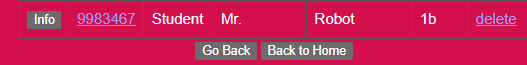 Info 9983467 Student Mr. Robot 1b delete
Go Back Back to Home